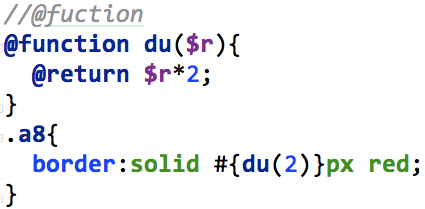 //@fuction
@function du($r){
  @return $r*2;
}
.a8{
  border:solid #{du(2)}px red;
}